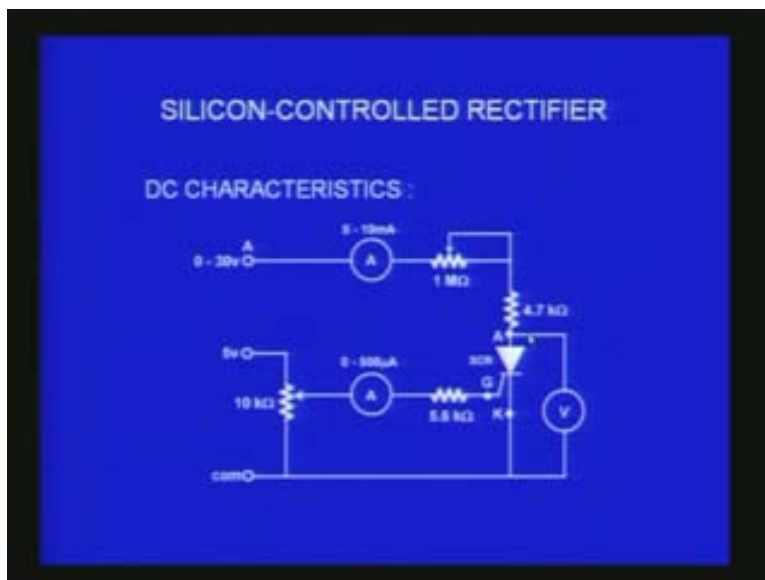 SILICON-CONTROLLED RECTIFIER
DC CHARACTERISTICS :
0 - 10mA
A
0 - 30v
A
1 MΩ
4.7 kΩ
A
5v
0 - 500µA
SCR
G
10 kΩ
A
5.6 kΩ
K
V
com